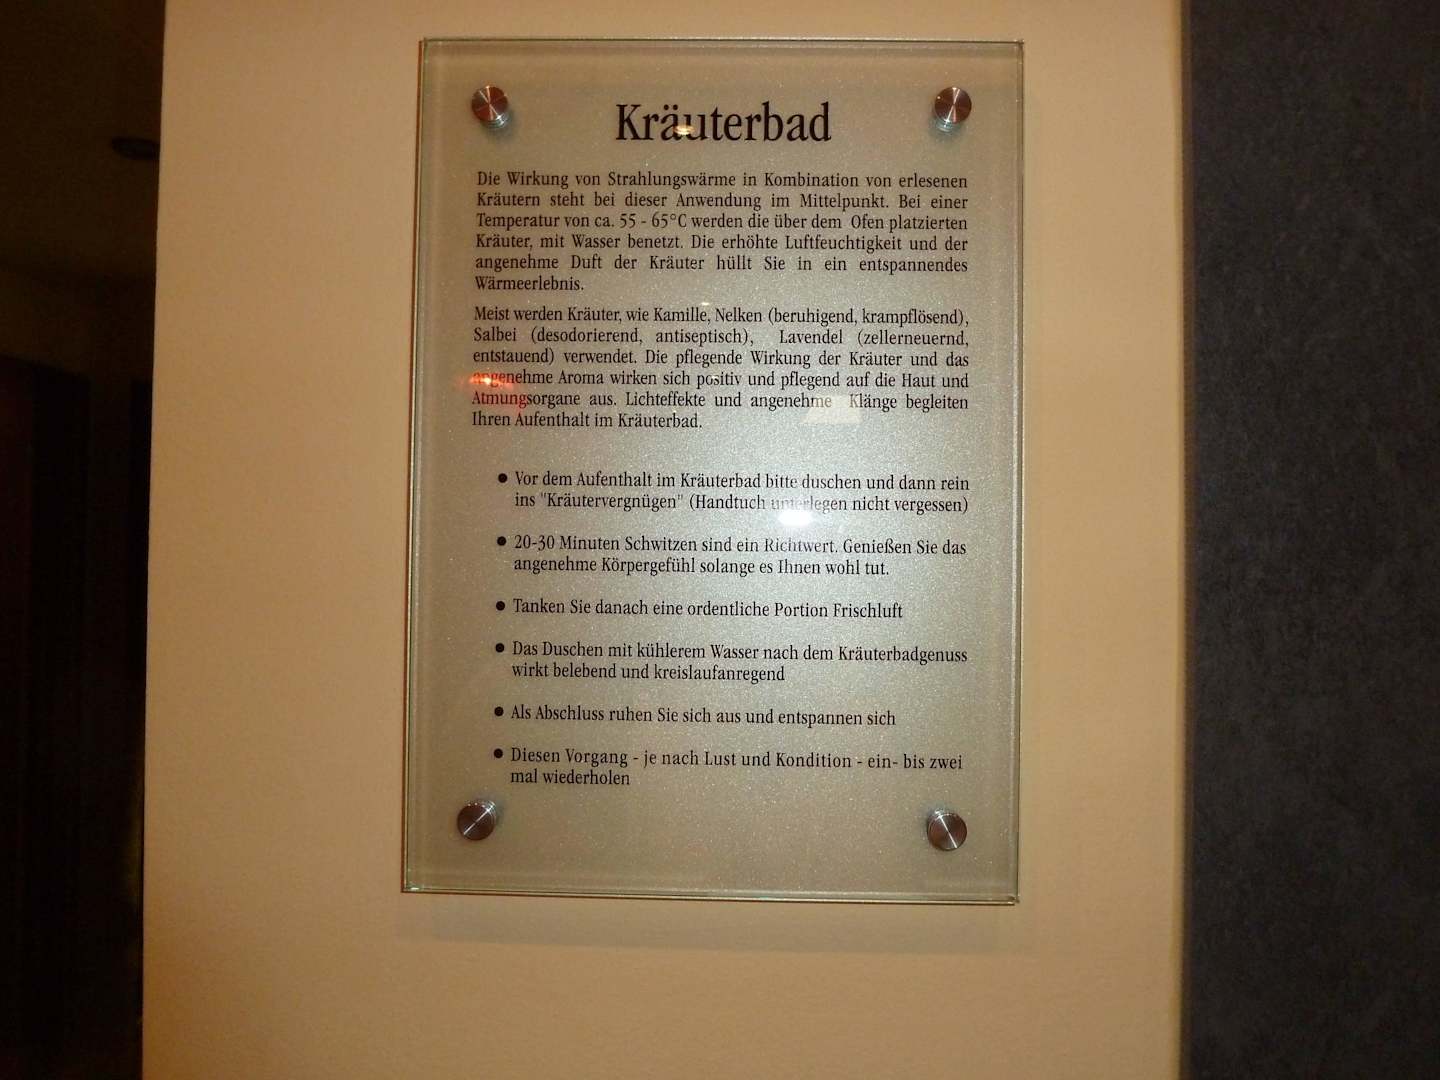 Kräuterbad
Die Wirkung von Strahlungswärme in Kombination von erlesenen
Kräutern steht bei dieser Anwendung im Mittelpunkt. Bei einer
Temperatur von ca. 55 - 65°C werden die über dem Ofen platzierten
Kräuter, mit Wasser benetzt. Die erhöhte Luftfeuchtigkeit und der
angenehme Duft der Kräuter hüllt Sie in ein entspannendes
Wärmeerlebnis.
Meist werden Kräuter, wie Kamille, Nelken (beruhigend, krampflösend),
Salbei (desodorierend, antiseptisch), Lavendel (zellerneuernd,
entstauend) verwendet. Die pflegende Wirkung der Kräuter und das
angenehme Aroma wirken sich positiv und pflegend auf die Haut und
Atmungsorgane aus. Lichteffekte und angenehme Klänge begleiten
Ihren Aufenthalt im Kräuterbad.
● Vor dem Aufenthalt im Kräuterbad bitte duschen und dann rein
ins "Kräutervergnügen" (Handtuch unterlegen nicht vergessen)
● 20-30 Minuten Schwitzen sind ein Richtwert. Genießen Sie das
angenehme Körpergefühl solange es Ihnen wohl tut.
● Tanken Sie danach eine ordentliche Portion Frischluft
● Das Duschen mit kühlerem Wasser nach dem Kräuterbadgenuss
wirkt belebend und kreislaufanregend
● Als Abschluss ruhen Sie sich aus und entspannen sich
● Diesen Vorgang - je nach Lust und Kondition - ein- bis zwei
mal wiederholen